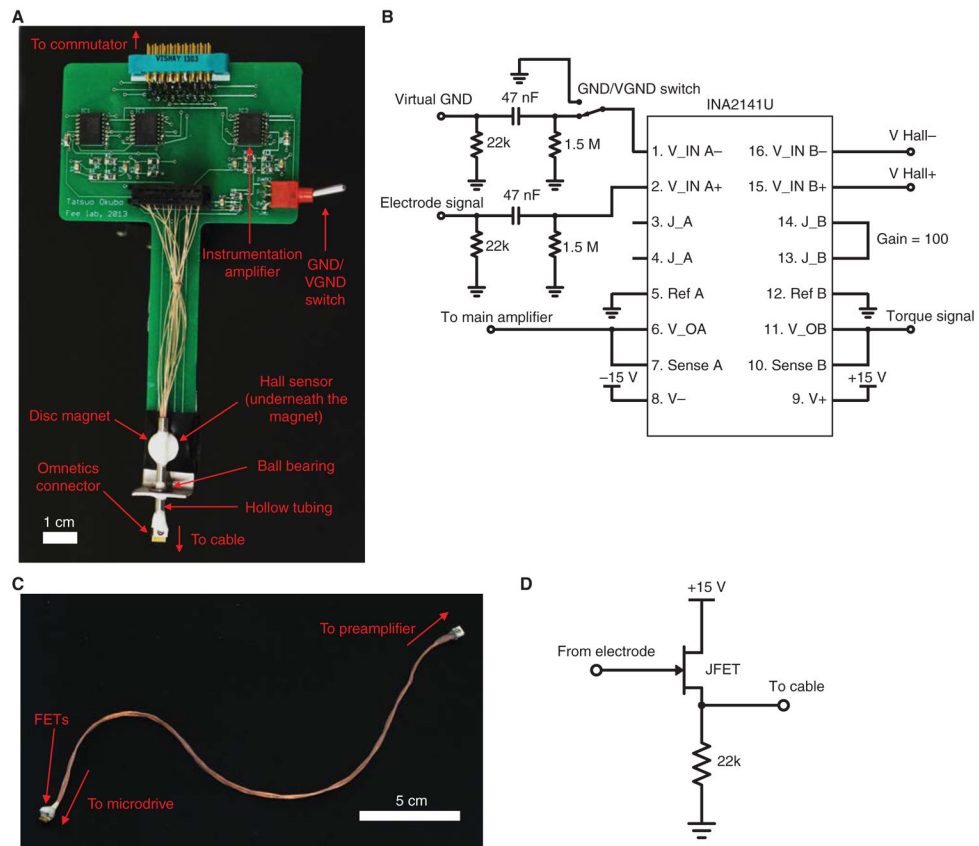 A
To commutator
VISHAY 1303
Tatsuo Okubo
Fee lab, 2013
Instrumentation
amplifier
GND/
VGND
switch
Hall sensor
(underneath the
magnet)
Disc magnet
Omnetics
connector
Ball bearing
Hollow tubing
1 cm
To cable
B
GND/VGND switch
INA2141U
Virtual GND
47 nF
22k
1.5 M
Electrode signal
47 nF
22k
1.5 M
To main amplifier
–15 V
1. V_IN A–
2. V_IN A+
3. J_A
4. J_A
5. Ref A
6. V_OA
7. Sense A
8. V–
16. V_IN B–
15. V_IN B+
14. J_B
13. J_B
12. Ref B
11. V_OB
10. Sense B
9. V+
V Hall–
V Hall+
Gain = 100
Torque signal
+15 V
C
To preamplifier
FETs
To microdrive
5 cm
D
+15 V
From electrode
JFET
To cable
22k